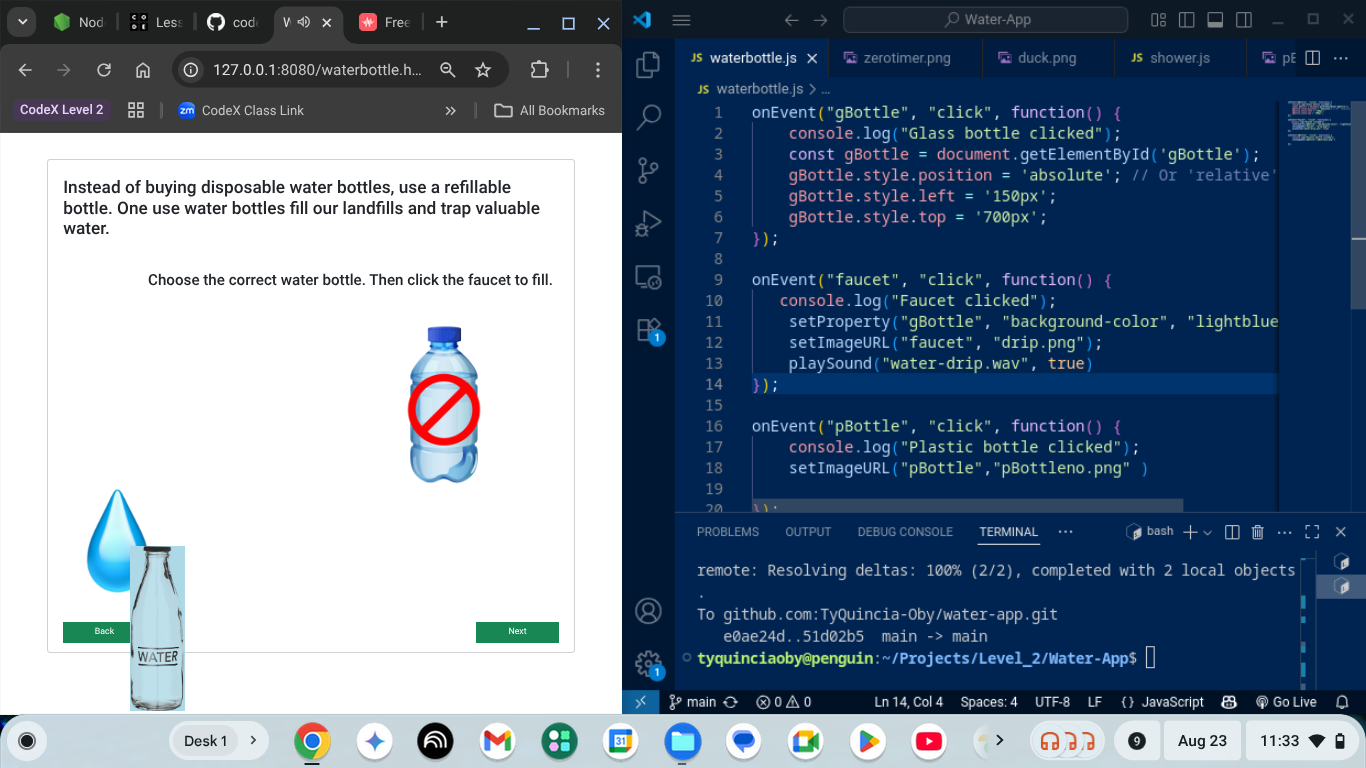 Nod
Less
code
W
Free
127.0.0.1:8080/waterbottle.h...
CodeX Level 2
zm
CodeX Class Link
»
All Bookmarks
Instead of buying disposable water bottles, use a refillable
bottle. One use water bottles fill our landfills and trap valuable
water.
Choose the correct water bottle. Then click the faucet to fill.
WATER
Back
Next
Water-App
JS waterbottle.js
zerotimer.png
duck.png
JS shower.js
pB
JS waterbottle.js > ...
1 onEvent("gBottle", "click", function() {
2 console.log("Glass bottle clicked");
3 const gBottle = document.getElementById('gBottle');
4 gBottle.style.position = 'absolute'; // Or 'relative'
5 gBottle.style.left = '150px';
6 gBottle.style.top = '700px';
7 });
8
9 onEvent("faucet", "click", function() {
10 console.log("Faucet clicked");
11 setProperty("gBottle", "background-color", "lightblue
12 setImageURL("faucet", "drip.png");
13 playSound("water-drip.wav", true)
14 });
15
16 onEvent("pBottle", "click", function() {
17 console.log("Plastic bottle clicked");
18 setImageURL("pBottle","pBottleno.png" )
19
20 });
PROBLEMS
OUTPUT
DEBUG CONSOLE
TERMINAL
...
bash
remote: Resolving deltas: 100% (2/2), completed with 2 local objects
.
To github.com:TyQuincia-Oby/water-app.git
e0ae24d..51d02b5 main -> main
tyquinciaoby@penguin:~/Projects/Level_2/Water-App$
1
1
main
0
0
Ln 14, Col 4
Spaces: 4
UTF-8
LF
{ } JavaScript
Go Live
Desk 1
31
9
Aug 23
11:33